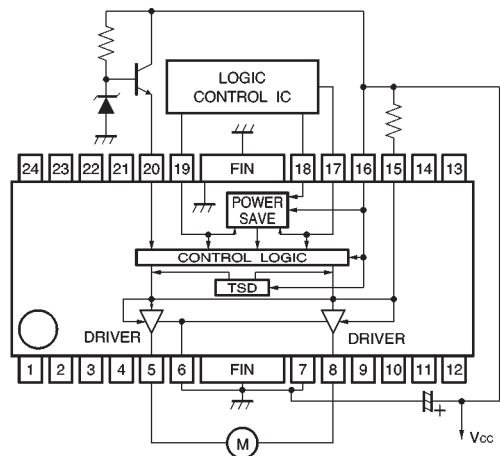 LOGIC
CONTROL IC
24 23 22 21 20 19 FIN 18 17 16 15 14 13
POWER
SAVE
CONTROL LOGIC
TSD
DRIVER DRIVER
1 2 3 4 5 6 FIN 7 8 9 10 11 12
+
M
Vcc